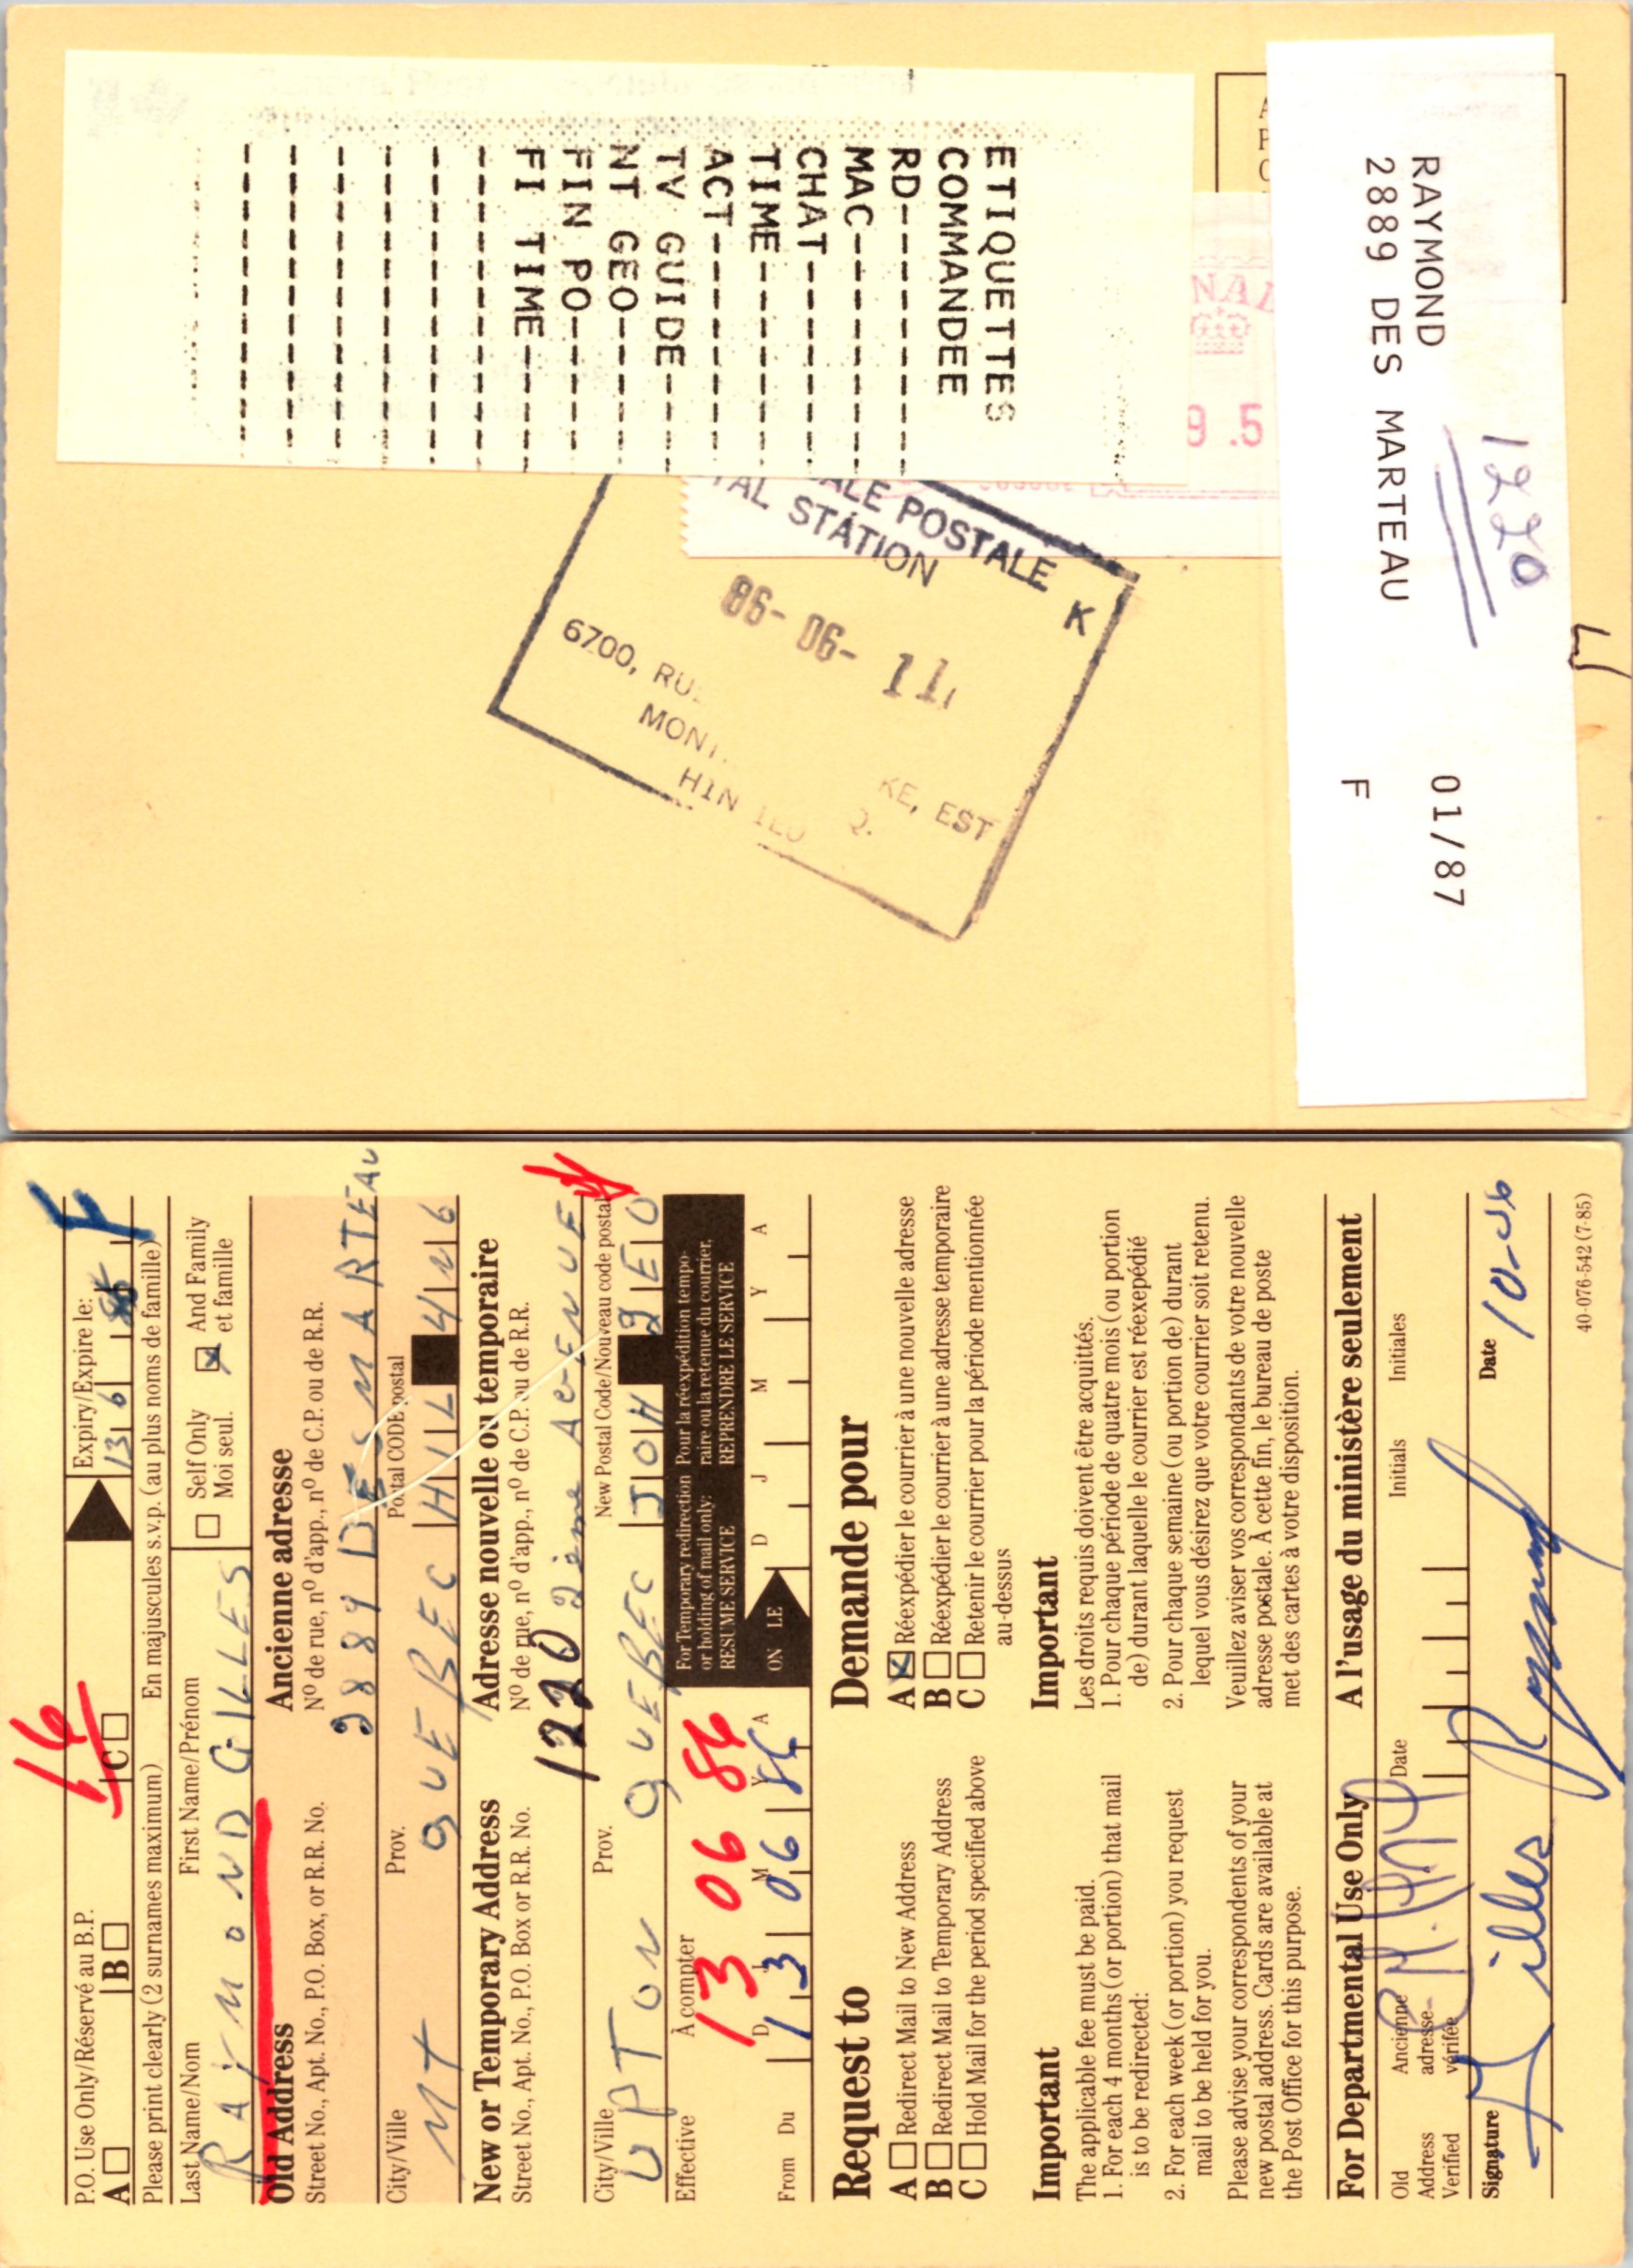 ETIQUETTES
COMMANDEE
RD--------
MAC-----------
CHAT----------
TIME----------
ACT-----------
TV GUIDE----
NT GEO-------
FIN PO-------
FI TIME------
RAYMOND 01/87
2889 DES MARTEAU F
1220
9.5
POSTALE
STATION
K
86-06-11
6700,
EST
P.O. Use Only/Réservé au B.P.
A □ B □ C □
16
Expiry/Expire le:
13 6 86
F
Please print clearly (2 surnames maximum) En majuscules s.v.p. (au plus noms de famille)
Last Name/Nom First Name/Prénom
RAYMOND GILLES
□ Self Only
Moi seul.
☒ And Family
et famille
Old Address Ancienne adresse
Street No., Apt. No., P.O. Box, or R.R. No. Nº de rue, nº d'app., nº de C.P. ou de R.R.
2889 DESMARTEAU
City/Ville Prov. Postal CODE postal
MT QUEBEC H1L 4N6
New or Temporary Address Adresse nouvelle ou temporaire
Street No., Apt. No., P.O. Box or R.R. No. Nº de rue, nº d'app., nº de C.P. ou de R.R.
1220 2ième AVENUE
City/Ville Prov. New Postal Code/Nouveau code postal
UPTON QUEBEC J0H 2E0
Effective À compter
13 06 86
For Temporary redirection
or holding of mail only:
RESUME SERVICE
Pour la réexpédition tempo-
raire ou la retenue du courrier,
REPRENDRE LE SERVICE
From Du
D J M Y A
13 06 86
ON LE
D J M Y A
Request to
A □ Redirect Mail to New Address
B □ Redirect Mail to Temporary Address
C □ Hold Mail for the period specified above
Demande pour
A ☒ Réexpédier le courrier à une nouvelle adresse
B □ Réexpédier le courrier à une adresse temporaire
C □ Retenir le courrier pour la période mentionnée
au-dessus
Important
The applicable fee must be paid.
1. For each 4 months (or portion) that mail
is to be redirected:
2. For each week (or portion) you request
mail to be held for you.
Please advise your correspondents of your
new postal address. Cards are available at
the Post Office for this purpose.
Important
Les droits requis doivent être acquittés.
1. Pour chaque période de quatre mois (ou portion
de) durant laquelle le courrier est réexpédié
2. Pour chaque semaine (ou portion de) durant
lequel vous désirez que votre courrier soit retenu.
Veuillez aviser vos correspondants de votre nouvelle
adresse postale. À cette fin, le bureau de poste
met des cartes à votre disposition.
For Departmental Use Only A l'usage du ministère seulement
Old
Address
Verified
Ancienne
adresse
vérifée
Date
Initials Initiales
Signature
Gilles Raymond
Date
10-
40-076-542 (7-85)